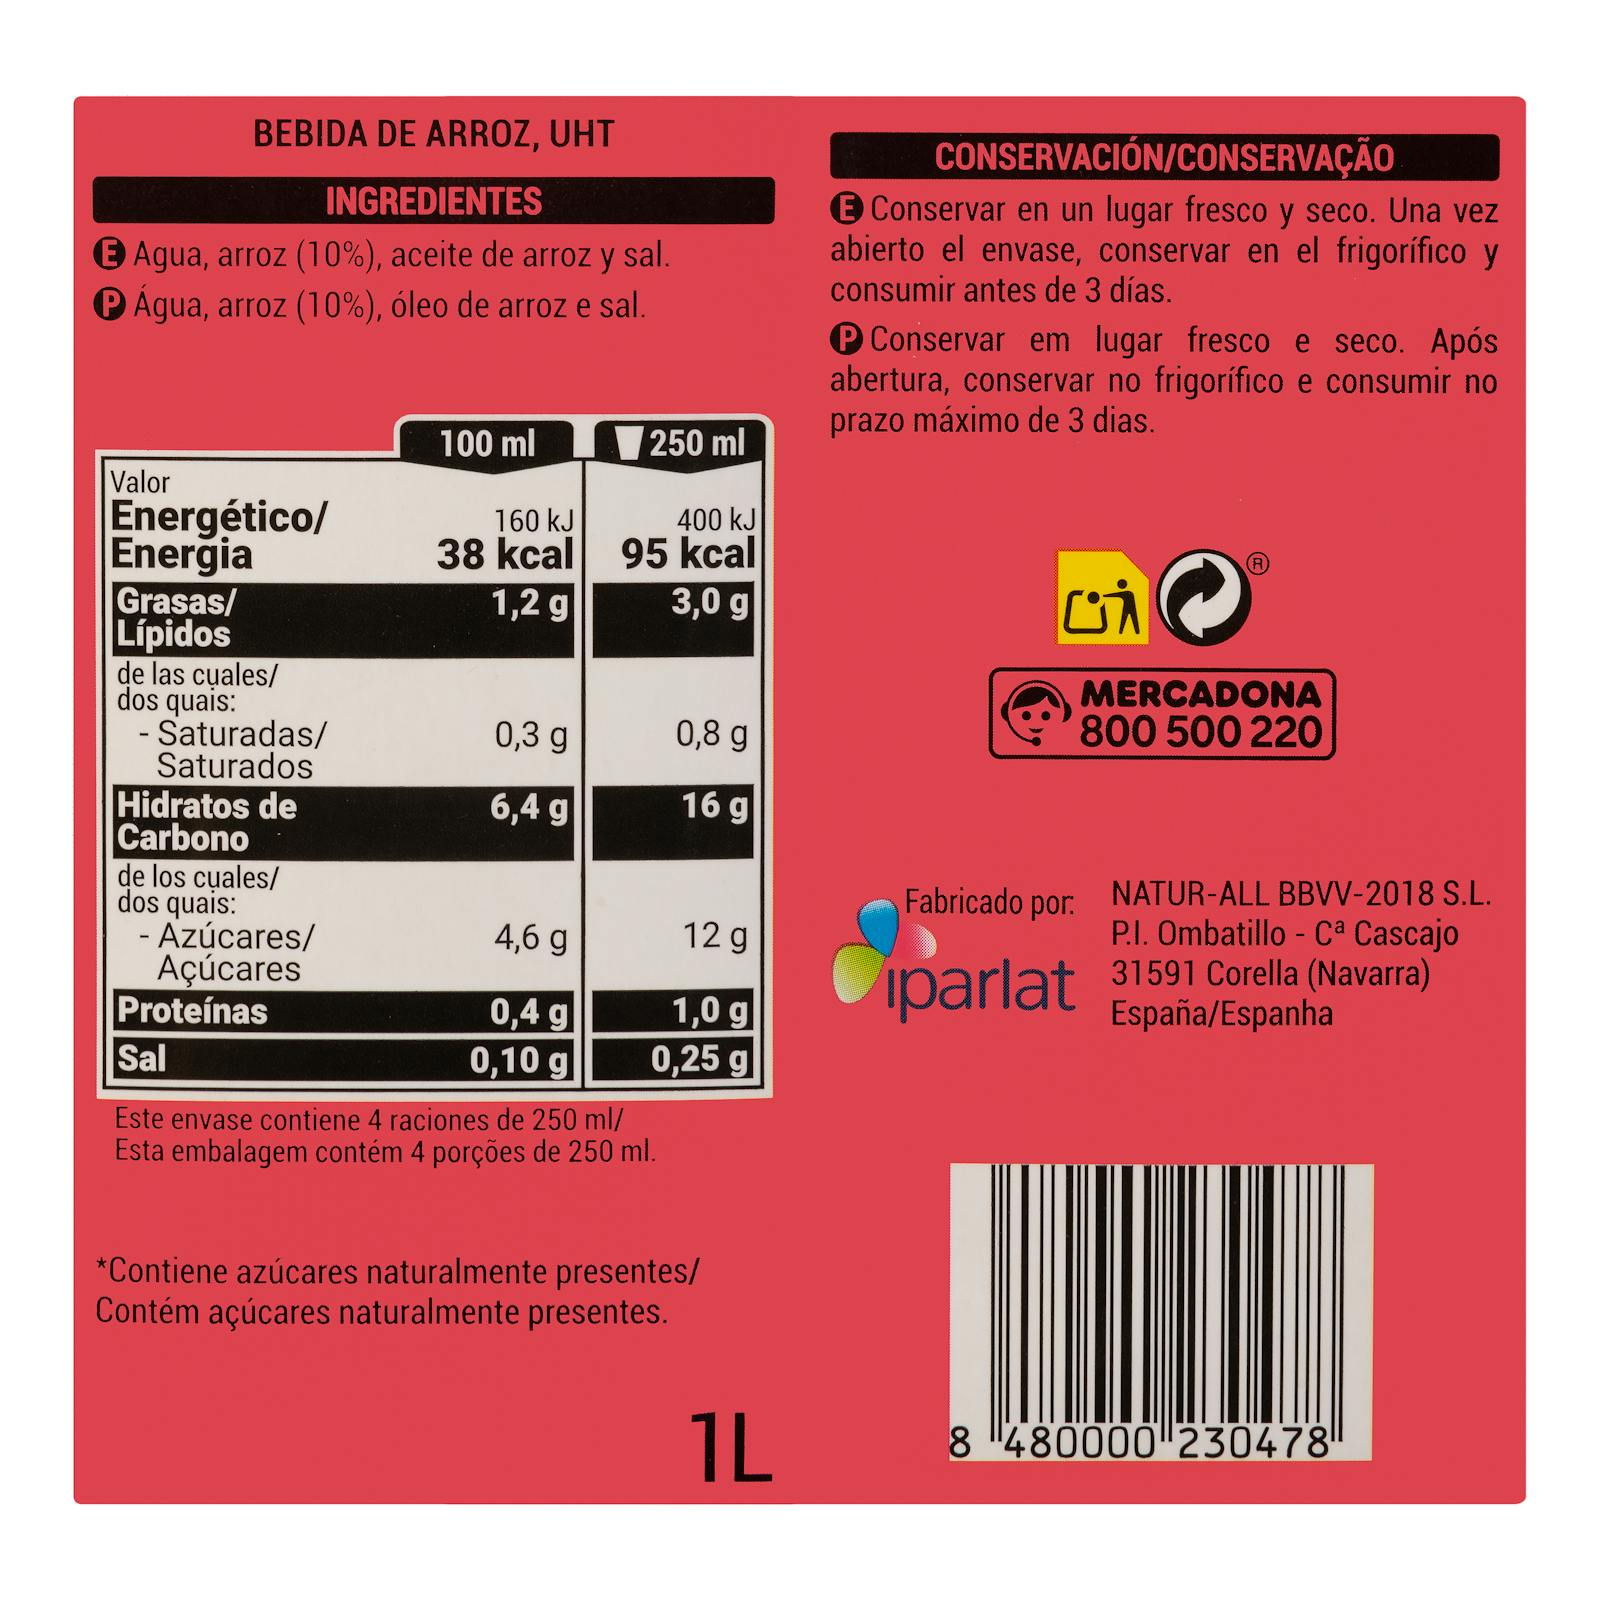 BEBIDA DE ARROZ, UHT
INGREDIENTES
E Agua, arroz (10%), aceite de arroz y sal.
P Água, arroz (10%), óleo de arroz e sal.
100 ml 250 ml
Valor
Energético/ 160 kJ 400 kJ
Energia 38 kcal 95 kcal
Grasas/ 1,2 g 3,0 g
Lípidos
de las cuales/
dos quais:
- Saturadas/ 0,3 g 0,8 g
Saturados
Hidratos de 6,4 g 16 g
Carbono
de los cuales/
dos quais:
- Azúcares/ 4,6 g 12 g
Açúcares
Proteínas 0,4 g 1,0 g
Sal 0,10 g 0,25 g
Este envase contiene 4 raciones de 250 ml/
Esta embalagem contém 4 porções de 250 ml.
*Contiene azúcares naturalmente presentes/
Contém açúcares naturalmente presentes.
1L
CONSERVACIÓN/CONSERVAÇÃO
E Conservar en un lugar fresco y seco. Una vez
abierto el envase, conservar en el frigorífico y
consumir antes de 3 días.
P Conservar em lugar fresco e seco. Após
abertura, conservar no frigorífico e consumir no
prazo máximo de 3 dias.
®
MERCADONA
800 500 220
Fabricado por:
iparlat
NATUR-ALL BBVV-2018 S.L.
P.I. Ombatillo - Cª Cascajo
31591 Corella (Navarra)
España/Espanha
8 480000 230478